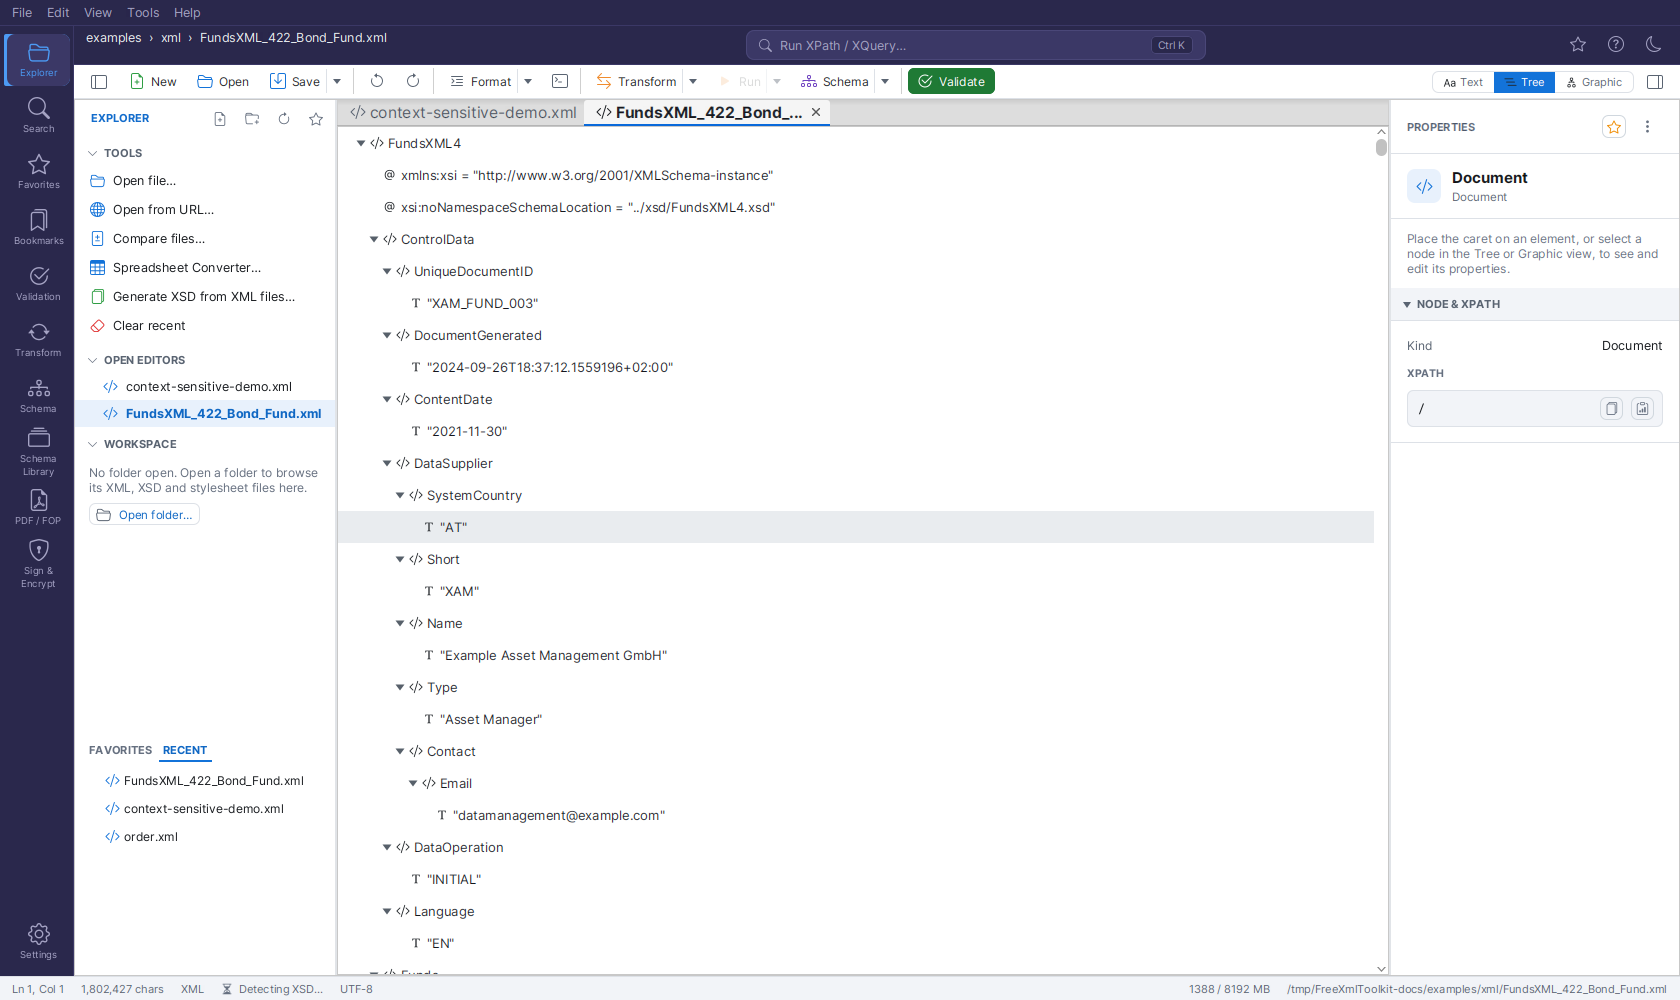 File Edit View Tools Help
examples › xml › FundsXML_422_Bond_Fund.xml
Run XPath / XQuery... Ctrl K
New Open Save Format Transform Run Schema Validate Aa Text Tree Graphic
Explorer
Search
Favorites
Bookmarks
Validation
Transform
Schema
Schema
Library
PDF / FOP
Sign &
Encrypt
Settings
EXPLORER
TOOLS
Open file...
Open from URL...
Compare files...
Spreadsheet Converter...
Generate XSD from XML files...
Clear recent
OPEN EDITORS
context-sensitive-demo.xml
FundsXML_422_Bond_Fund.xml
WORKSPACE
No folder open. Open a folder to browse
its XML, XSD and stylesheet files here.
Open folder...
FAVORITES RECENT
FundsXML_422_Bond_Fund.xml
context-sensitive-demo.xml
order.xml
context-sensitive-demo.xml FundsXML_422_Bond_...
FundsXML4
@ xmlns:xsi = "http://www.w3.org/2001/XMLSchema-instance"
@ xsi:noNamespaceSchemaLocation = "../xsd/FundsXML4.xsd"
ControlData
UniqueDocumentID
T "XAM_FUND_003"
DocumentGenerated
T "2024-09-26T18:37:12.1559196+02:00"
ContentDate
T "2021-11-30"
DataSupplier
SystemCountry
T "AT"
Short
T "XAM"
Name
T "Example Asset Management GmbH"
Type
T "Asset Manager"
Contact
Email
T "datamanagement@example.com"
DataOperation
T "INITIAL"
Language
T "EN"
Funds
PROPERTIES
Document
Document
Place the caret on an element, or select a
node in the Tree or Graphic view, to see and
edit its properties.
NODE & XPATH
Kind Document
XPATH
/
Ln 1, Col 1 1,802,427 chars XML Detecting XSD... UTF-8 1388 / 8192 MB /tmp/FreeXmlToolkit-docs/examples/xml/FundsXML_422_Bond_Fund.xml